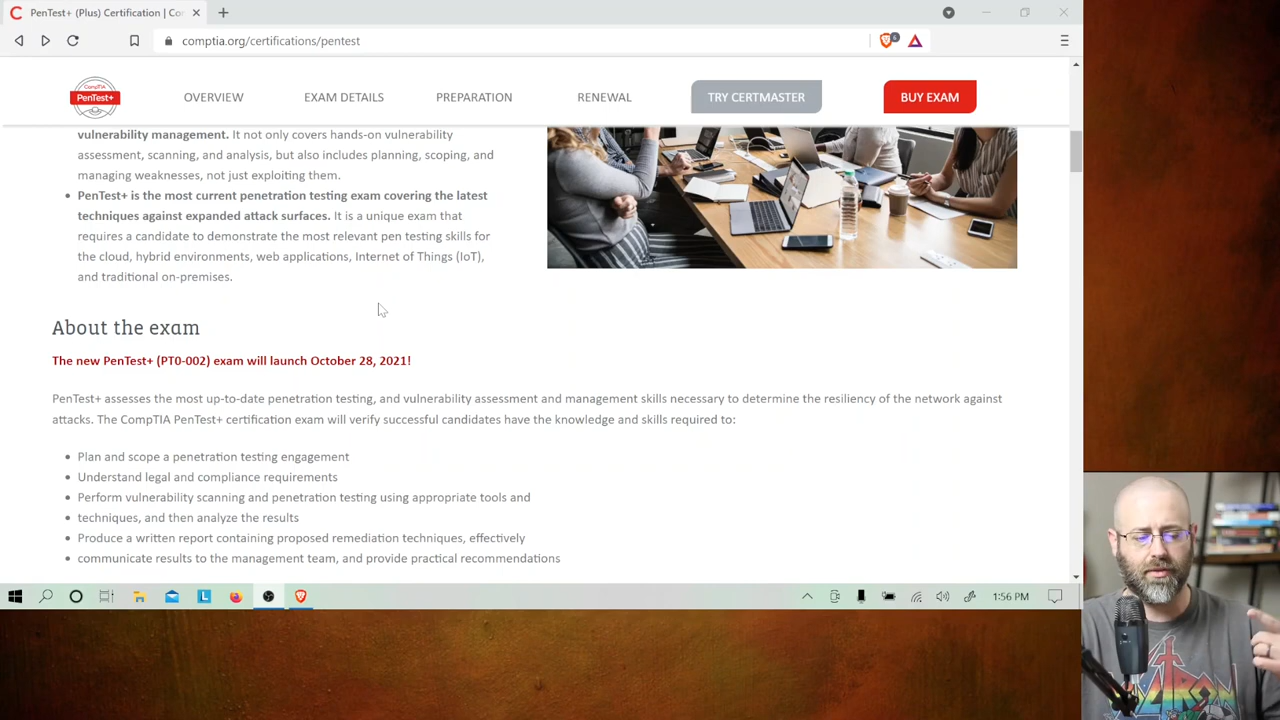 PenTest+ (Plus) Certification | Co
comptia.org/certifications/pentest
CompTIA
PenTest+
OVERVIEW
EXAM DETAILS
PREPARATION
RENEWAL
TRY CERTMASTER
BUY EXAM
vulnerability management. It not only covers hands-on vulnerability
assessment, scanning, and analysis, but also includes planning, scoping, and
managing weaknesses, not just exploiting them.
PenTest+ is the most current penetration testing exam covering the latest
techniques against expanded attack surfaces. It is a unique exam that
requires a candidate to demonstrate the most relevant pen testing skills for
the cloud, hybrid environments, web applications, Internet of Things (IoT),
and traditional on-premises.
About the exam
The new PenTest+ (PT0-002) exam will launch October 28, 2021!
PenTest+ assesses the most up-to-date penetration testing, and vulnerability assessment and management skills necessary to determine the resiliency of the network against
attacks. The CompTIA PenTest+ certification exam will verify successful candidates have the knowledge and skills required to:
Plan and scope a penetration testing engagement
Understand legal and compliance requirements
Perform vulnerability scanning and penetration testing using appropriate tools and
techniques, and then analyze the results
Produce a written report containing proposed remediation techniques, effectively
communicate results to the management team, and provide practical recommendations
1:56 PM